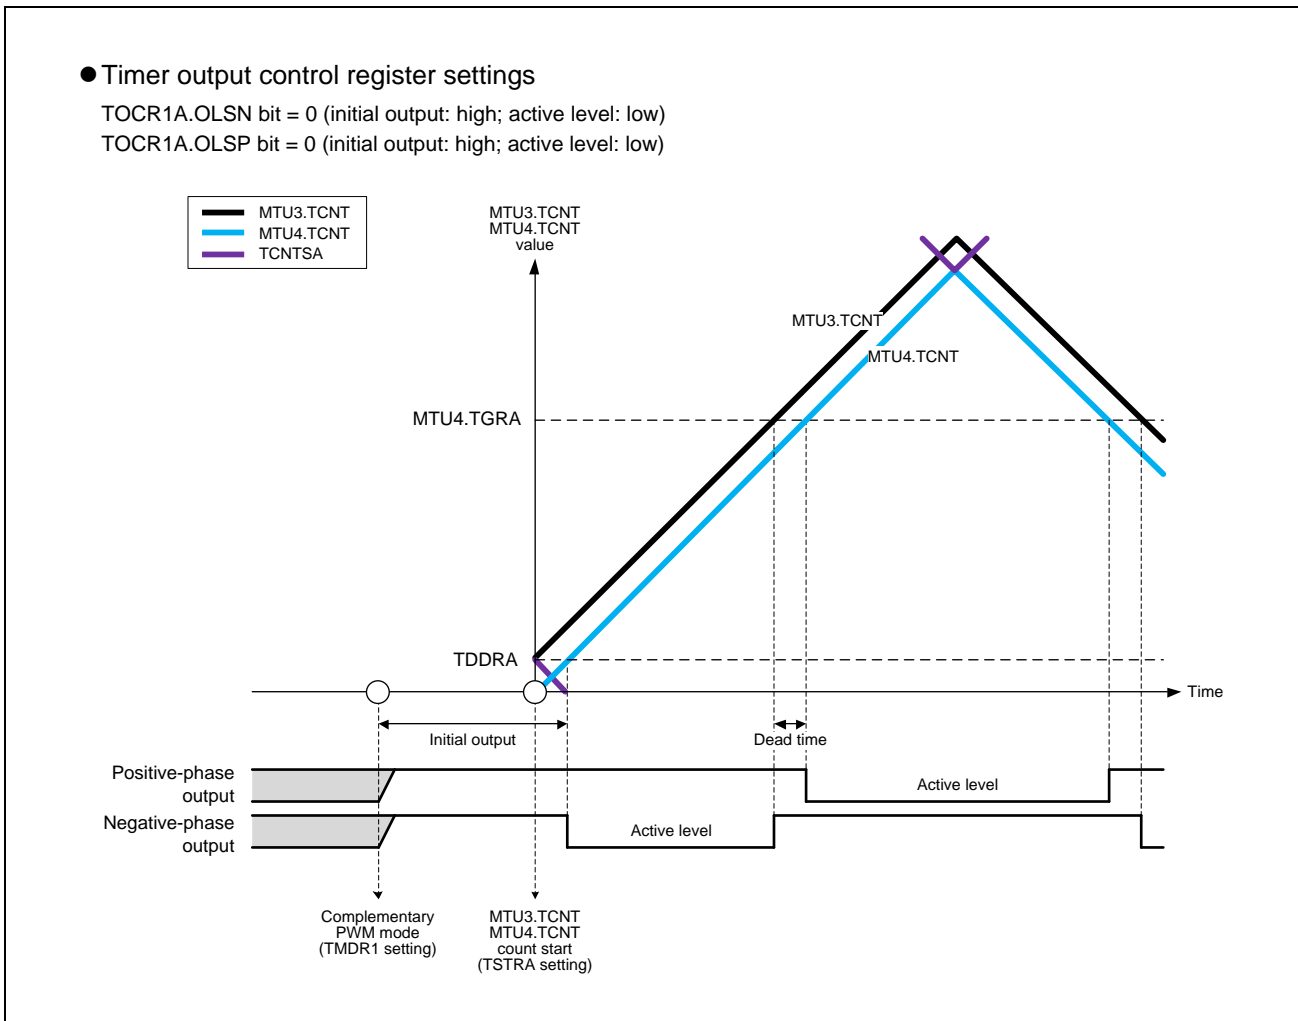 ● Timer output control register settings
TOCR1A.OLSN bit = 0 (initial output: high; active level: low)
TOCR1A.OLSP bit = 0 (initial output: high; active level: low)
MTU3.TCNT
MTU4.TCNT
TCNTSA
MTU3.TCNT
MTU4.TCNT
value
MTU3.TCNT
MTU4.TCNT
MTU4.TGRA
TDDRA
Time
Initial output
Dead time
Positive-phase
output
Active level
Negative-phase
output
Active level
Complementary
PWM mode
(TMDR1 setting)
MTU3.TCNT
MTU4.TCNT
count start
(TSTRA setting)